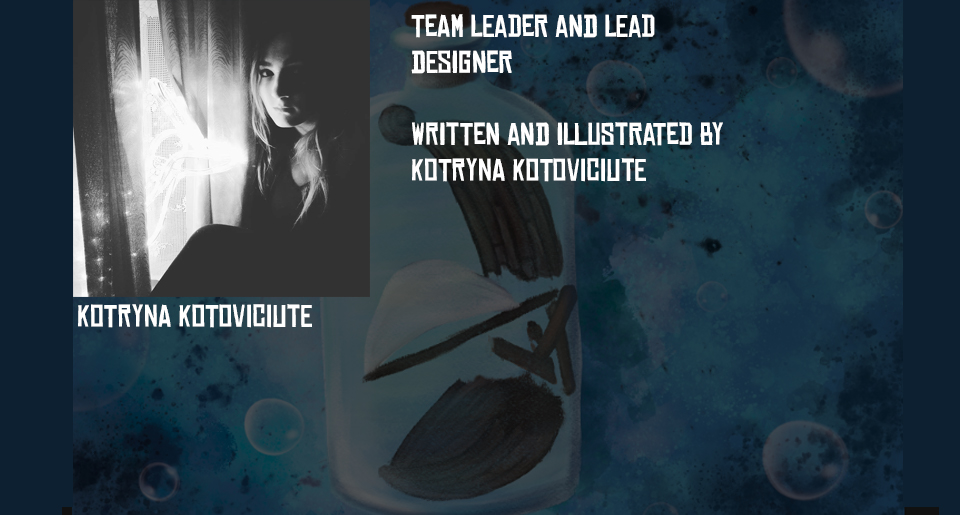 TEAM LEADER AND LEAD
DESIGNER
WRITTEN AND ILLUSTRATED BY
KOTRYNA KOTOVICIUTE
KOTRYNA KOTOVICIUTE